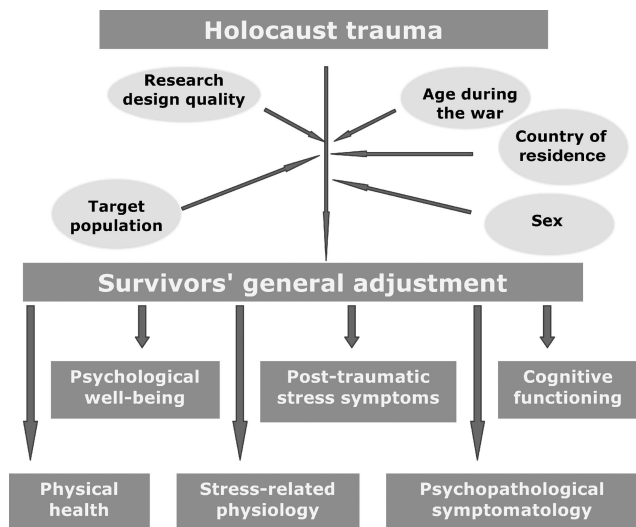 Holocaust trauma
Research
design quality
Age during
the war
Country of
residence
Target
population
Sex
Survivors' general adjustment
Psychological
well-being
Post-traumatic
stress symptoms
Cognitive
functioning
Physical
health
Stress-related
physiology
Psychopathological
symptomatology